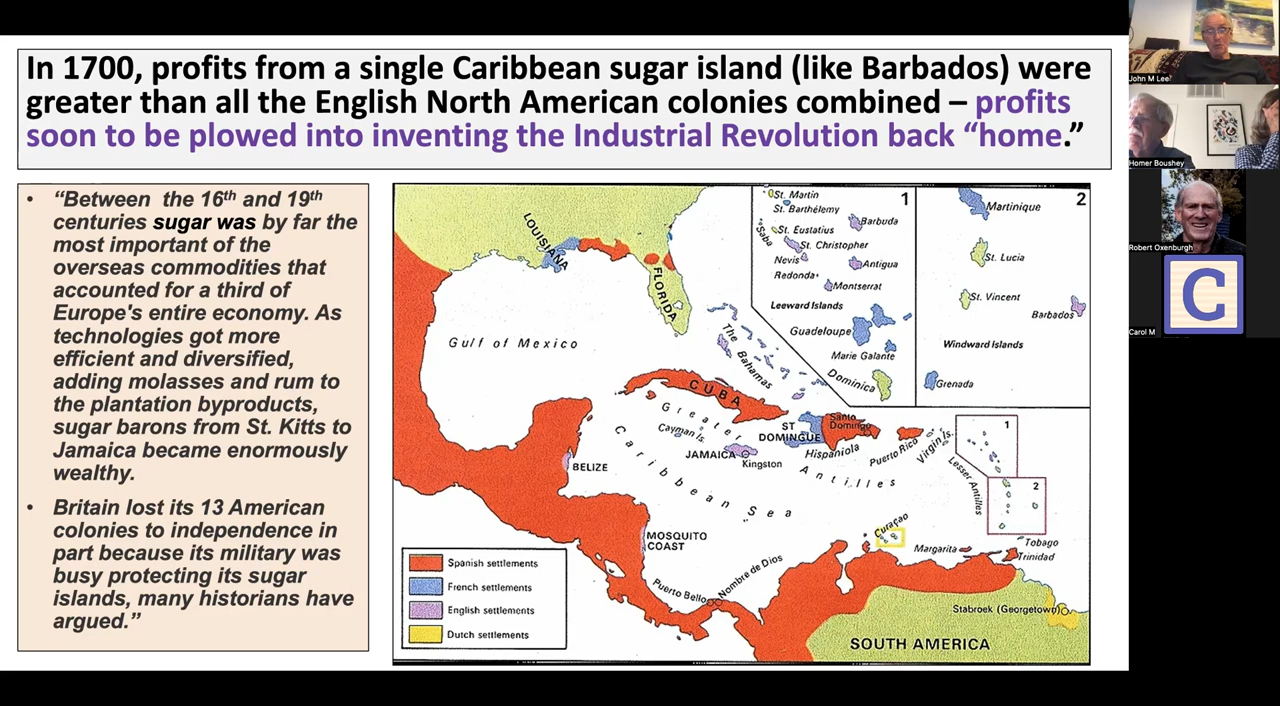 In 1700, profits from a single Caribbean sugar island (like Barbados) were
greater than all the English North American colonies combined – profits
soon to be plowed into inventing the Industrial Revolution back “home.”
• “Between the 16th and 19th
centuries sugar was by far the
most important of the
overseas commodities that
accounted for a third of
Europe's entire economy. As
technologies got more
efficient and diversified,
adding molasses and rum to
the plantation byproducts,
sugar barons from St. Kitts to
Jamaica became enormously
wealthy.
• Britain lost its 13 American
colonies to independence in
part because its military was
busy protecting its sugar
islands, many historians have
argued.”
LOUISIANA
FLORIDA
Gulf of Mexico
The Bahamas
CUBA
Greater Antilles
Cayman Is.
JAMAICA
Kingston
ST
DOMINGUE
Santo
Domingo
Hispaniola
Puerto Rico
Virgin Is.
Lesser Antilles
Caribbean Sea
BELIZE
MOSQUITO
COAST
Puerto Bello
Nombre de Dios
Curaçao
Margarita
Tobago
Trinidad
Stabroek (Georgetown)
SOUTH AMERICA
1
2
1
St. Martin
St. Barthélemy
Barbuda
Saba
St. Eustatius
St. Christopher
Nevis
Antigua
Redonda
Montserrat
Leeward Islands
Guadeloupe
Marie Galante
Dominica
2
Martinique
St. Lucia
St. Vincent
Barbados
Windward Islands
Grenada
Spanish settlements
French settlements
English settlements
Dutch settlements
John M Lee
Homer Boushey
Robert Oxenburgh
C
Carol M